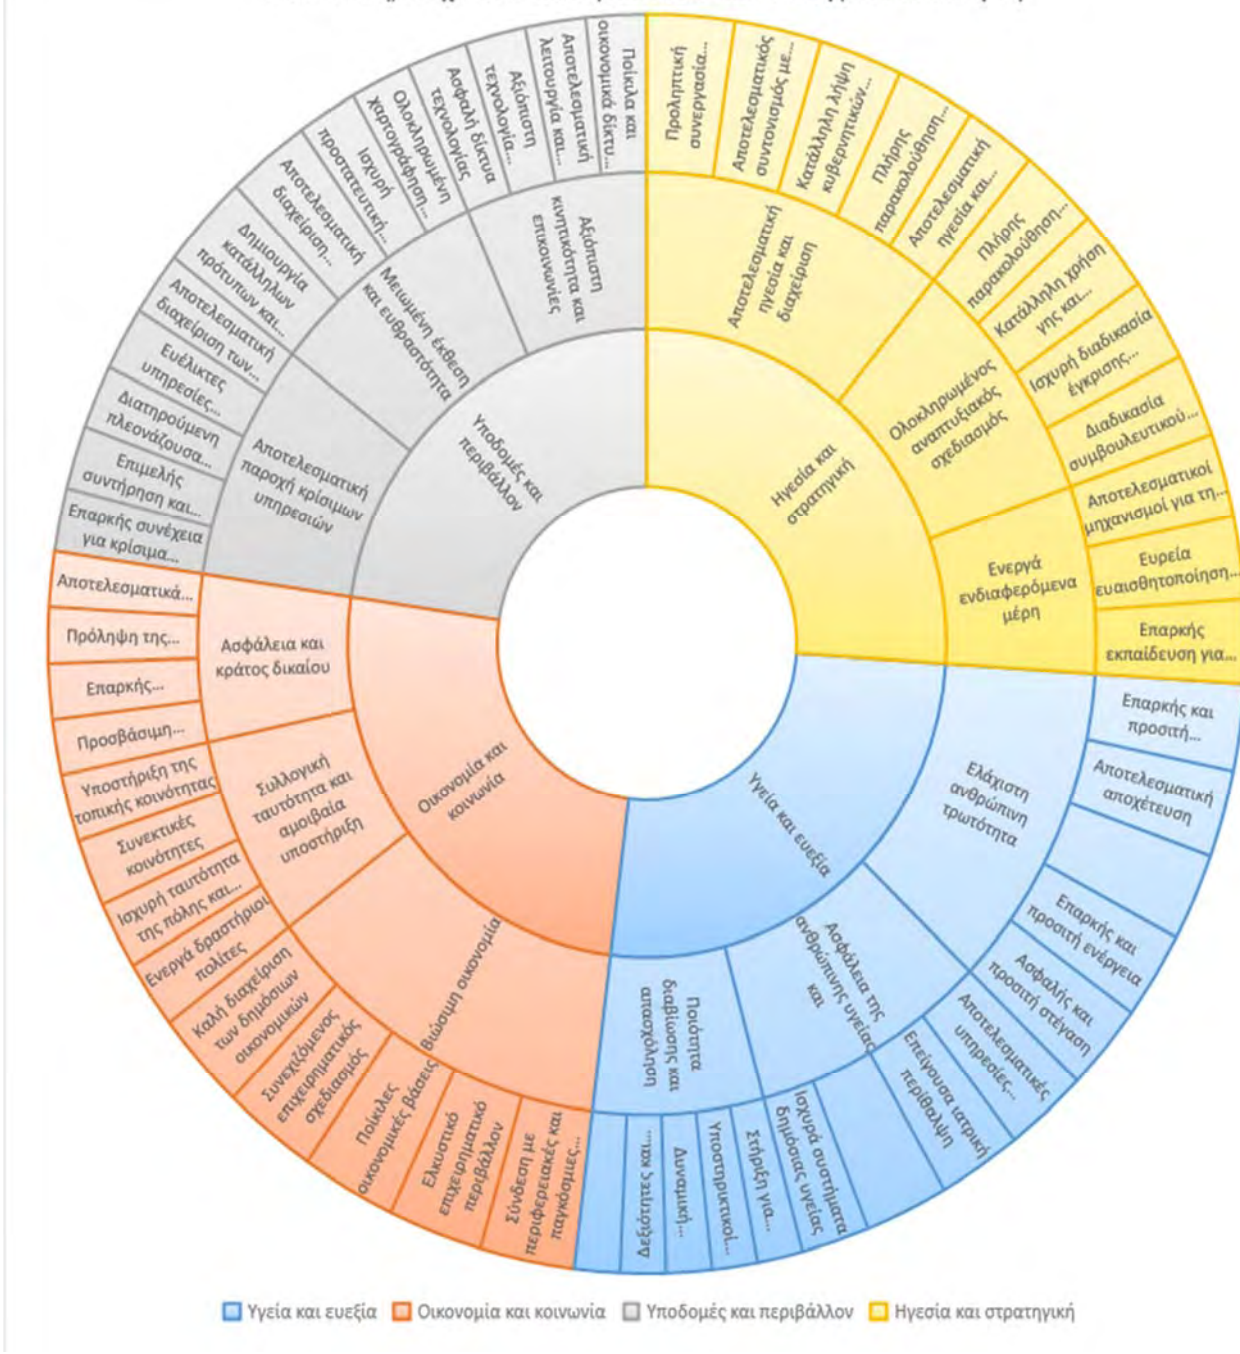 Προληπτική
συνεργασία...
Αποτελεσματικός
συντονισμός με...
Κατάλληλη λήψη
κυβερνητικών...
Πλήρης
παρακολούθηση...
Αποτελεσματική
ηγεσία και...
Πλήρης
παρακολούθηση...
Κατάλληλη χρήση
γης και...
Ισχυρή διαδικασία
έγκρισης...
Διαδικασία
συμβουλευτικού...
Αποτελεσματικοί
μηχανισμοί για τη...
Ευρεία
ευαισθητοποίηση...
Επαρκής
εκπαίδευση για...
Αποτελεσματική
ηγεσία και
διαχείριση
Ολοκληρωμένος
αναπτυξιακός
σχεδιασμός
Ενεργά
ενδιαφερόμενα
μέρη
Ηγεσία και
στρατηγική
Επαρκής και
προσιτή...
Αποτελεσματική
αποχέτευση
Επαρκής και
προσιτή ενέργεια
Ασφαλής και
προσιτή στέγαση
Αποτελεσματικές
υπηρεσίες...
Επείγουσα ιατρική
περίθαλψη
Ισχυρά συστήματα
δημόσιας υγείας
Στήριξη για...
Υποστηρικτικοί...
Δυναμική...
Δεξιότητες και...
Ελάχιστη
ανθρώπινη
τρωτότητα
Ασφάλεια της
ανθρώπινης υγείας
και
Ποιότητα
διαβίωσης και
απασχόληση
Υγεία και ευεξία
Σύνδεση με
περιφερειακές και
παγκόσμιες...
Ελκυστικό
επιχειρηματικό
περιβάλλον
Ποίκιλες
οικονομικές βάσεις
Συνεχιζόμενος
επιχειρηματικός
σχεδιασμός
Καλή διαχείριση
των δημόσιων
οικονομικών
Ενεργά δραστήριοι
πολίτες
Ισχυρή ταυτότητα
της πόλης και...
Συνεκτικές
κοινότητες
Υποστήριξη της
τοπικής κοινότητας
Προσβάσιμη...
Επαρκής...
Πρόληψη της...
Αποτελεσματικά...
Βιώσιμη οικονομία
Συλλογική
ταυτότητα και
αμοιβαία
υποστήριξη
Ασφάλεια και
κράτος δικαίου
Οικονομία και
κοινωνία
Επαρκής συνέχεια
για κρίσιμα...
Επιμελής
συντήρηση και...
Διατηρούμενη
πλεονάζουσα...
Ευέλικτες
υπηρεσίες...
Αποτελεσματική
διαχείριση των...
Δημιουργία
κατάλληλων
πρότυπων και...
Αποτελεσματική
διαχείριση...
Ισχυρή
προστατευτική...
Ολοκληρωμένη
χαρτογράφηση...
Ασφαλή δίκτυα
τεχνολογίας
Αξιόπιστη
τεχνολογία...
Αποτελεσματική
λειτουργία και...
Ποίκιλα και
οικονομικά δίκτυ...
Αποτελεσματική
παροχή κρίσιμων
υπηρεσιών
Μειωμένη έκθεση
και ευθραστότητα
Αξιόπιστη
κινητικότητα και
επικοινωνίες
Υποδομές και
περιβάλλον
Υγεία και ευεξία
Οικονομία και κοινωνία
Υποδομές και περιβάλλον
Ηγεσία και στρατηγική